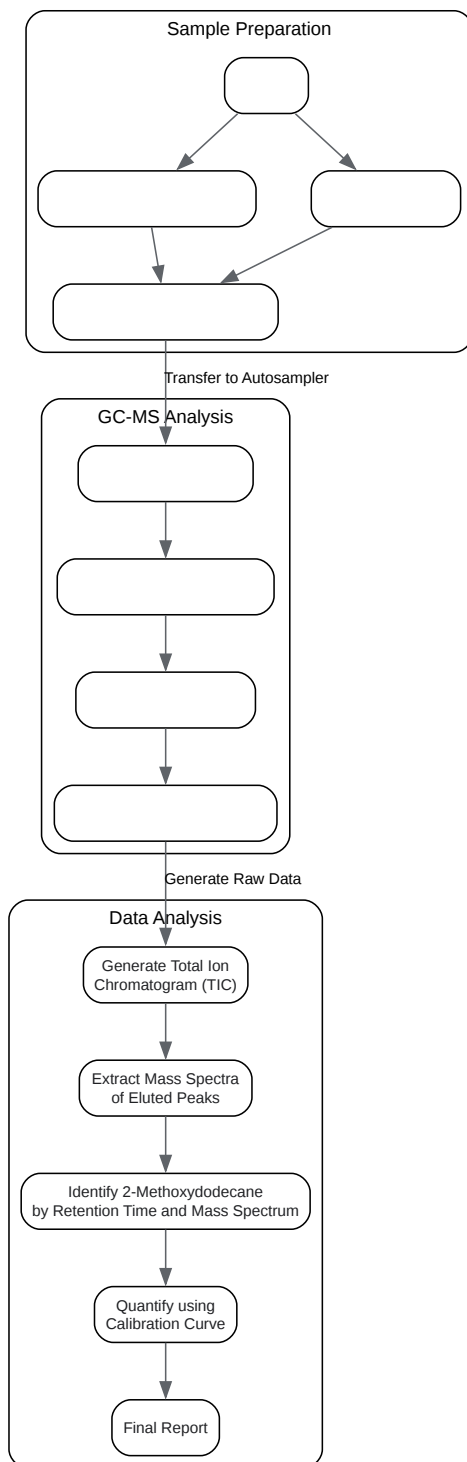 Sample Preparation
Transfer to Autosampler
GC-MS Analysis
Generate Raw Data
Data Analysis
Generate Total Ion
Chromatogram (TIC)
Extract Mass Spectra
of Eluted Peaks
Identify 2-Methoxydodecane
by Retention Time and Mass Spectrum
Quantify using
Calibration Curve
Final Report